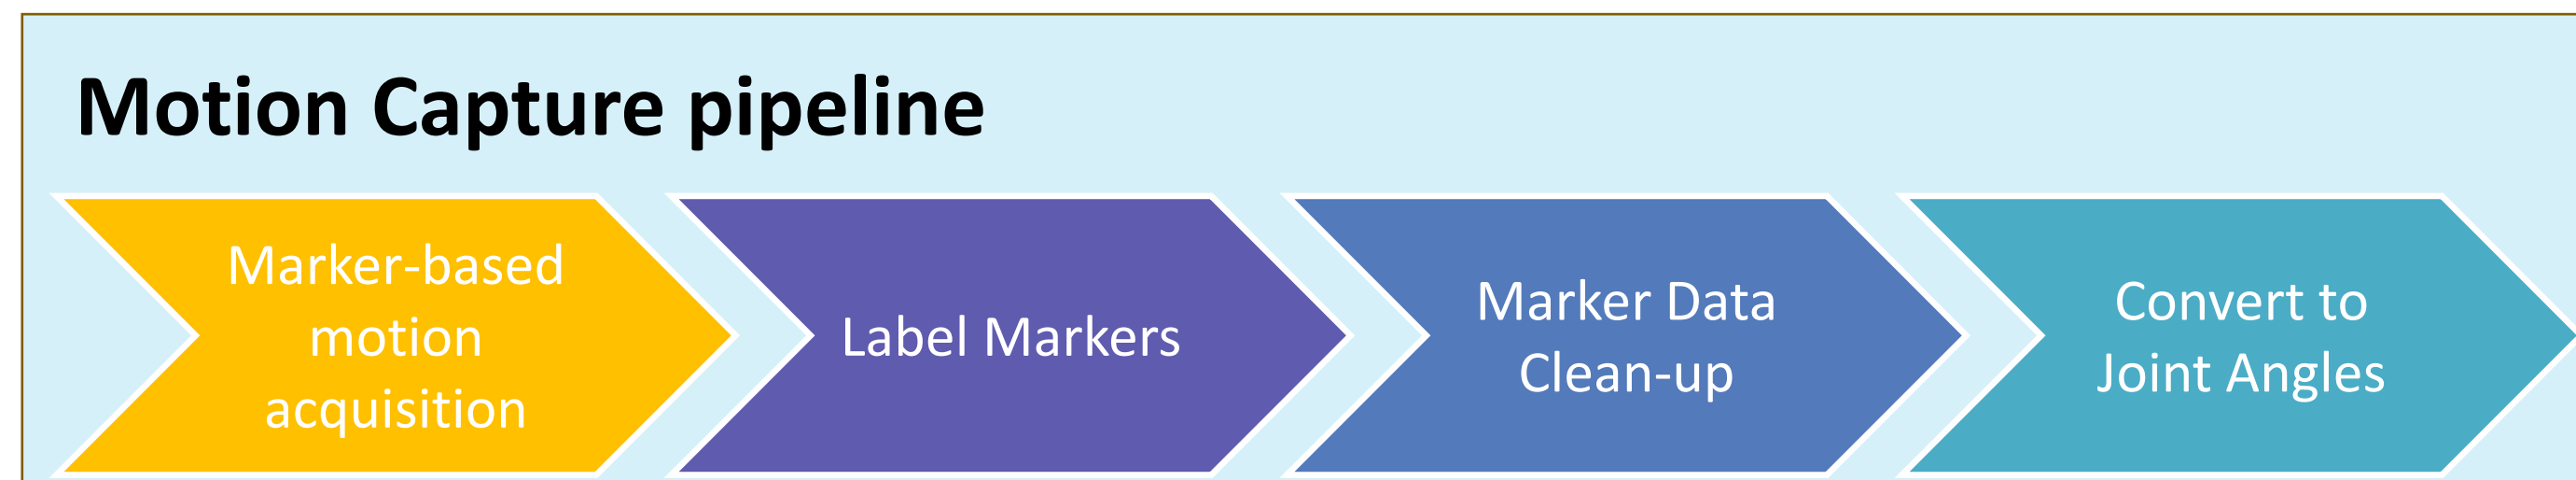 Motion Capture pipeline
Marker-based
motion
acquisition
Label Markers
Marker Data
Clean-up
Convert to
Joint Angles